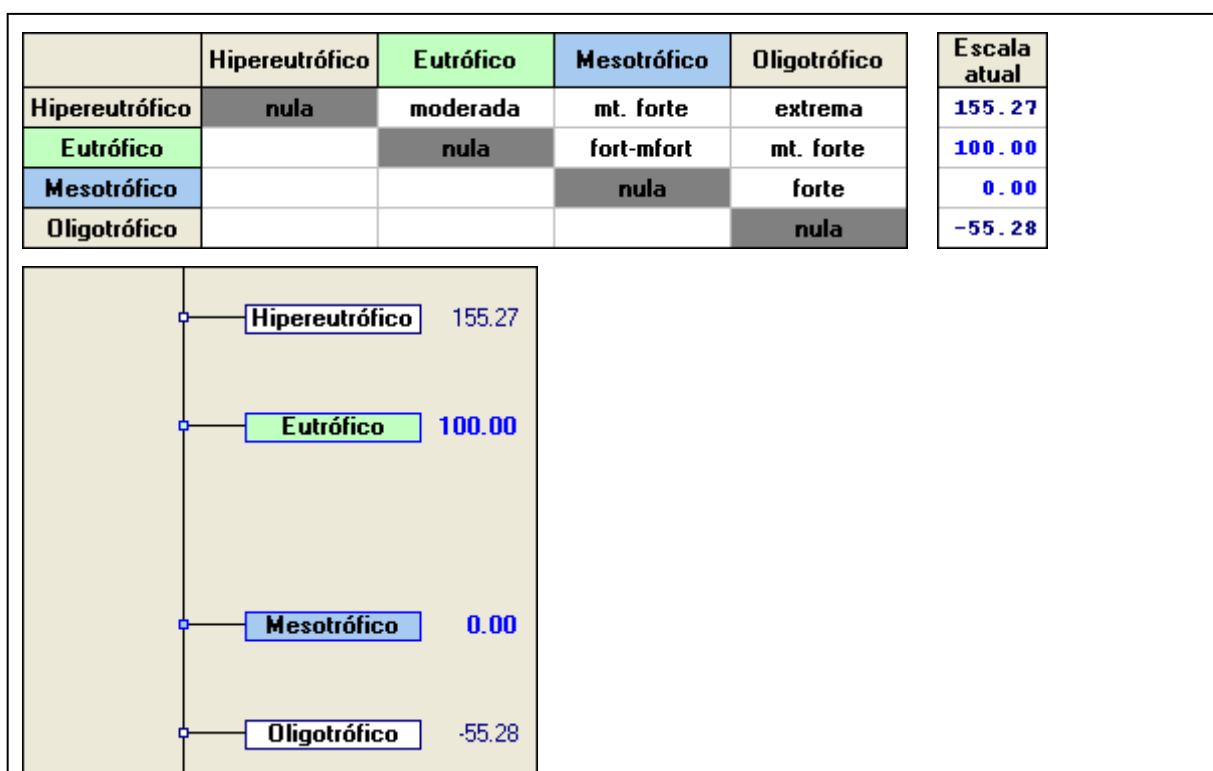 Hipereutrófico Eutrófico Mesotrófico Oligotrófico Escala atual
Hipereutrófico nula moderada mt. forte extrema 155.27
Eutrófico nula fort-mfort mt. forte 100.00
Mesotrófico nula forte 0.00
Oligotrófico nula -55.28
Hipereutrófico 155.27
Eutrófico 100.00
Mesotrófico 0.00
Oligotrófico -55.28